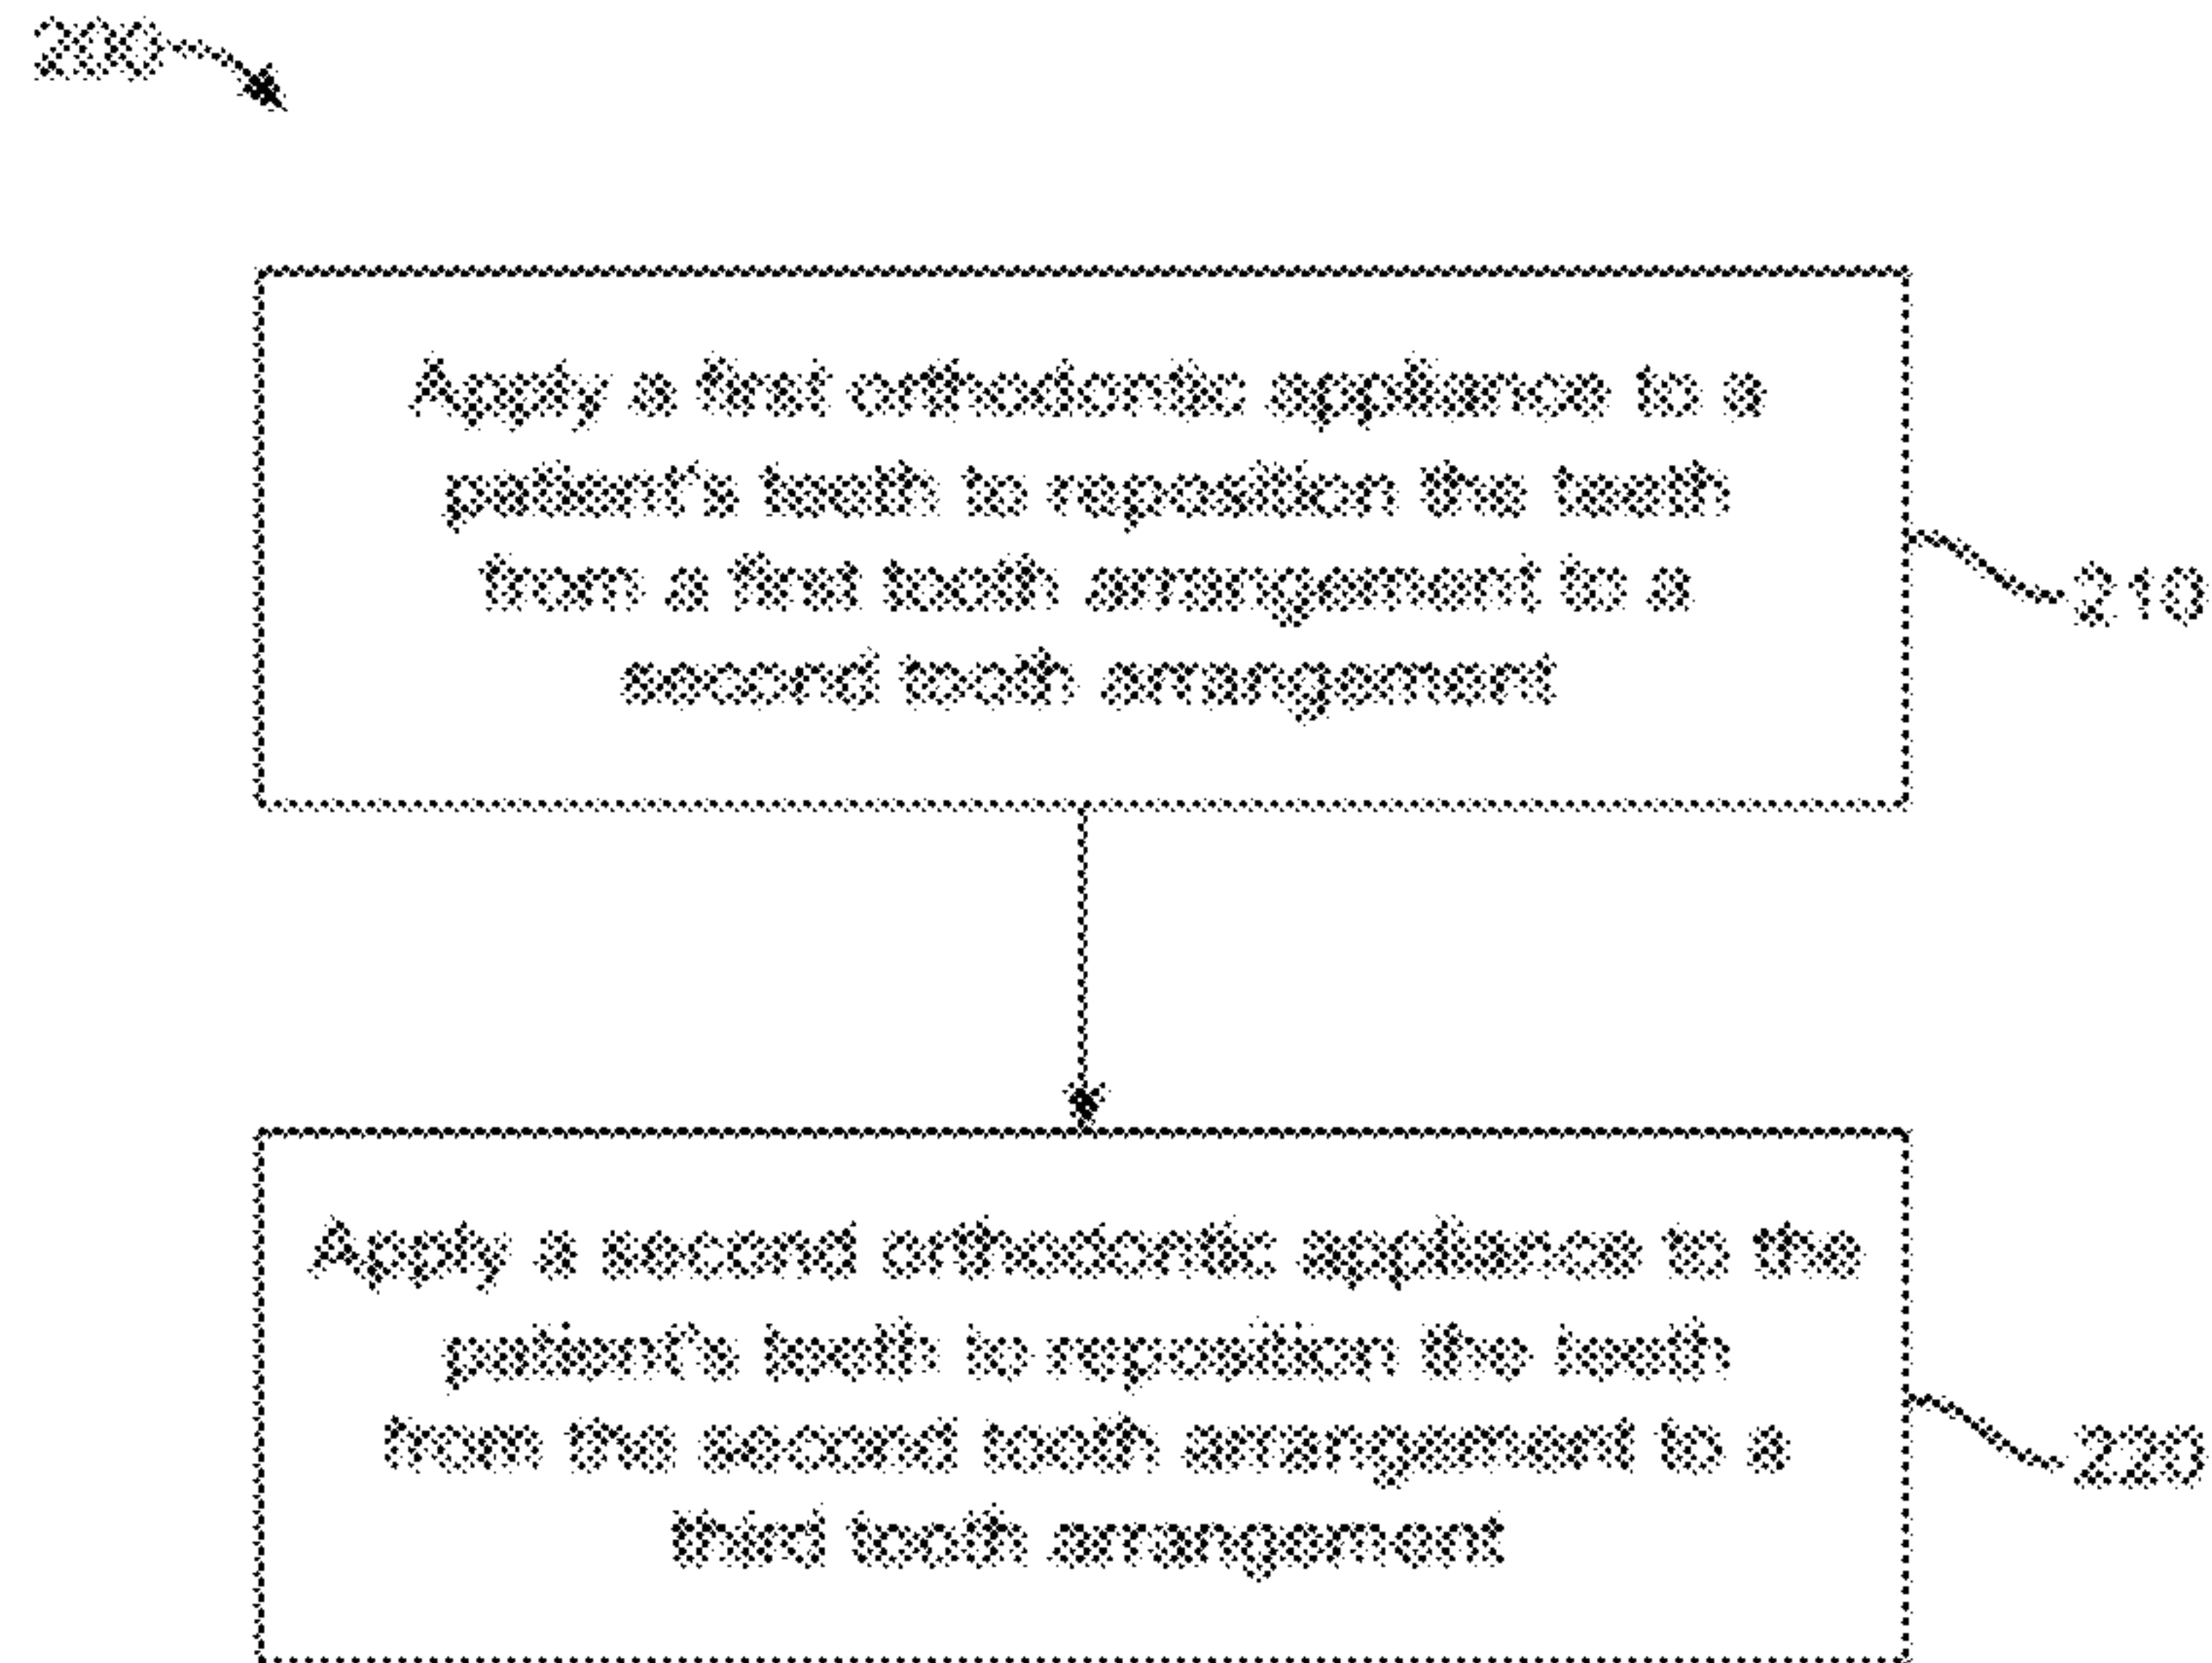 200
Apply a first orthodontic appliance to a
patient's teeth to reposition the teeth
from a first tooth arrangement to a
second tooth arrangement
210
Apply a second orthodontic appliance to the
patient's teeth to reposition the teeth
from the second tooth arrangement to a
third tooth arrangement
220